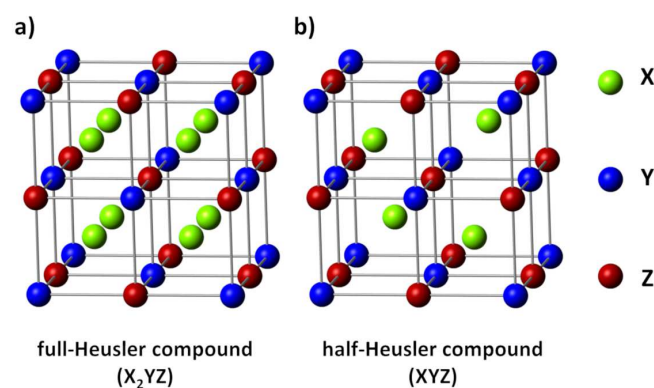 a)
b)
X
Y
Z
full-Heusler compound
(X₂YZ)
half-Heusler compound
(XYZ)